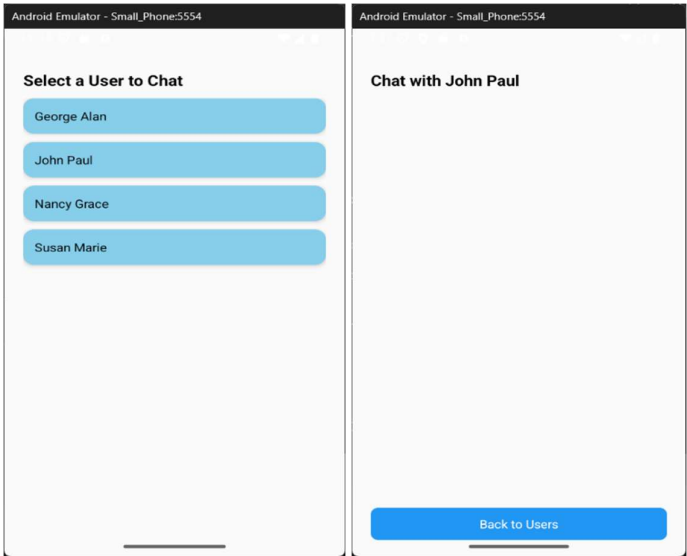 Android Emulator - Small_Phone:5554
Select a User to Chat
George Alan
John Paul
Nancy Grace
Susan Marie
Android Emulator - Small_Phone:5554
Chat with John Paul
Back to Users